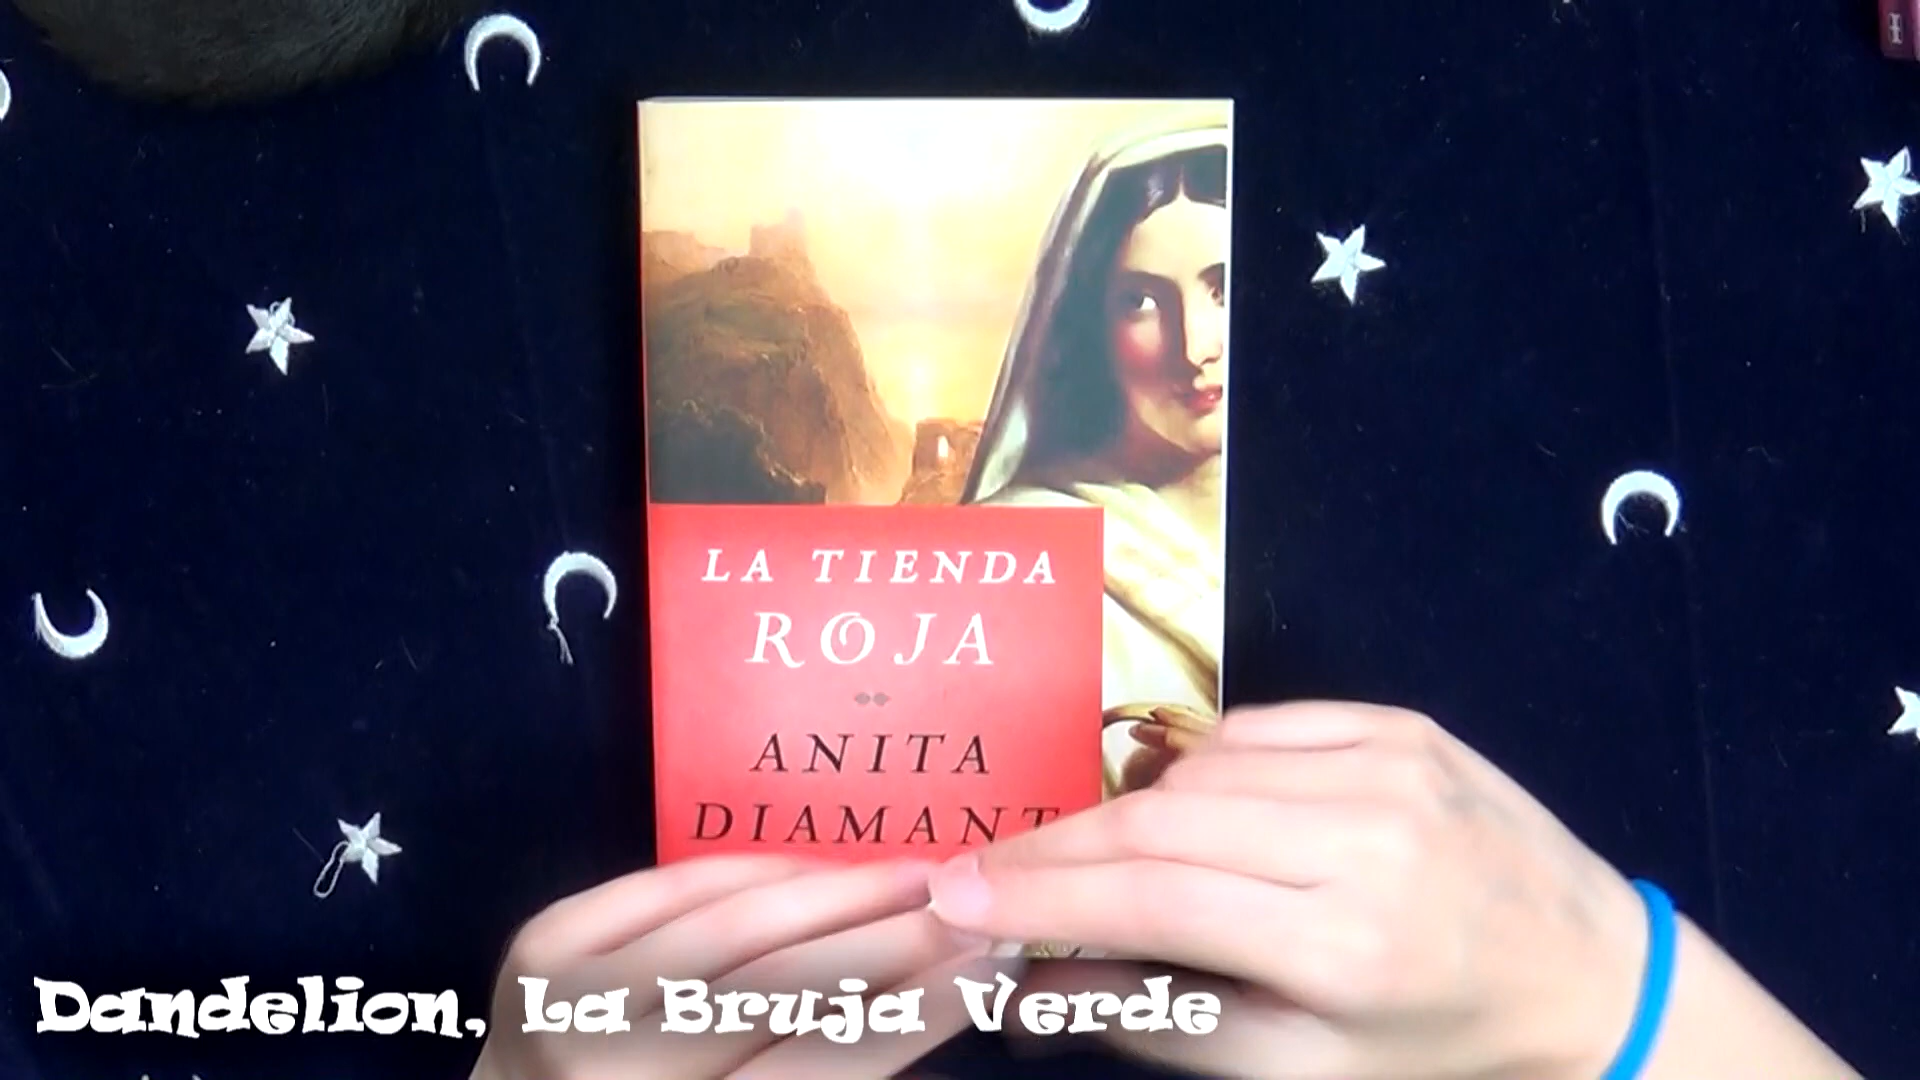 LA TIENDA
ROJA
ANITA
DIAMANT
Dandelion, La Bruja Verde